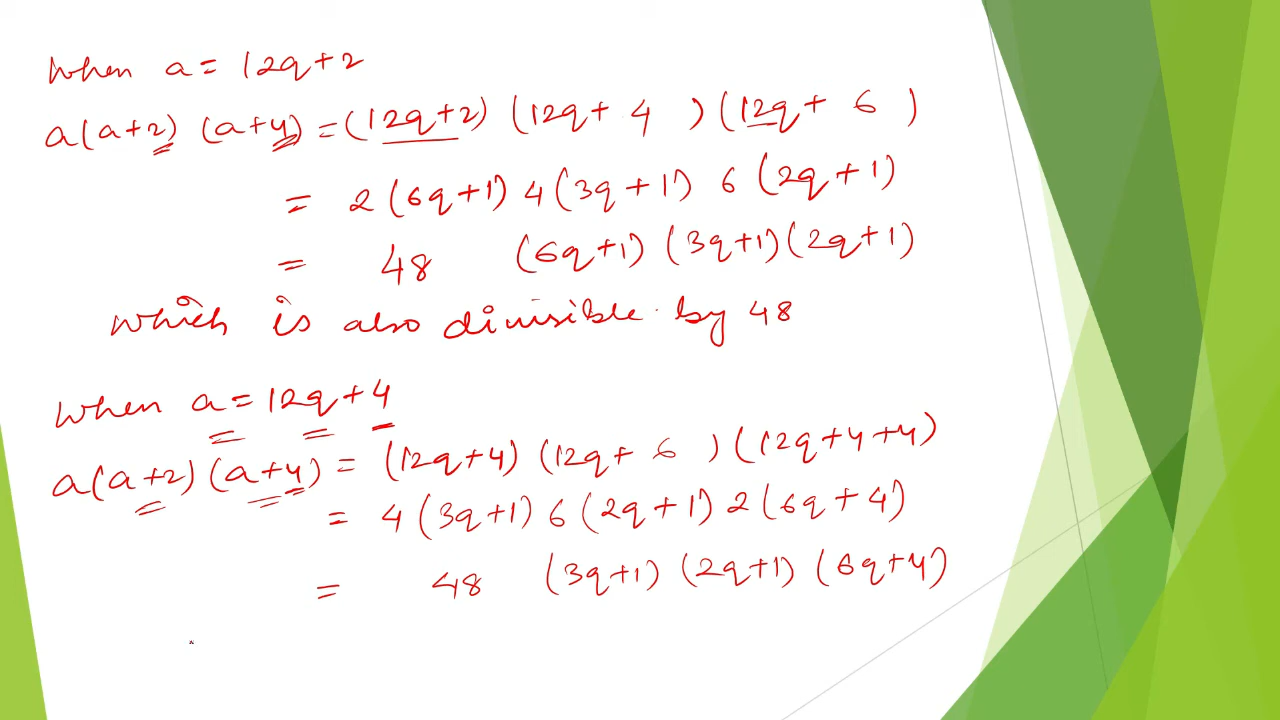 When a = 12q+2
a(a+2) (a+4) = (12q+2) (12q+ 4 ) (12q+ 6 )
= 2(6q+1) 4(3q+1) 6(2q+1)
= 48 (6q+1) (3q+1)(2q+1)
which is also divisible by 48
When a = 12q+4
a(a+2)(a+4) = (12q+4) (12q+ 6 ) (12q+4+4)
= 4(3q+1) 6(2q+1) 2(6q+4)
= 48 (3q+1) (2q+1) (6q+4)